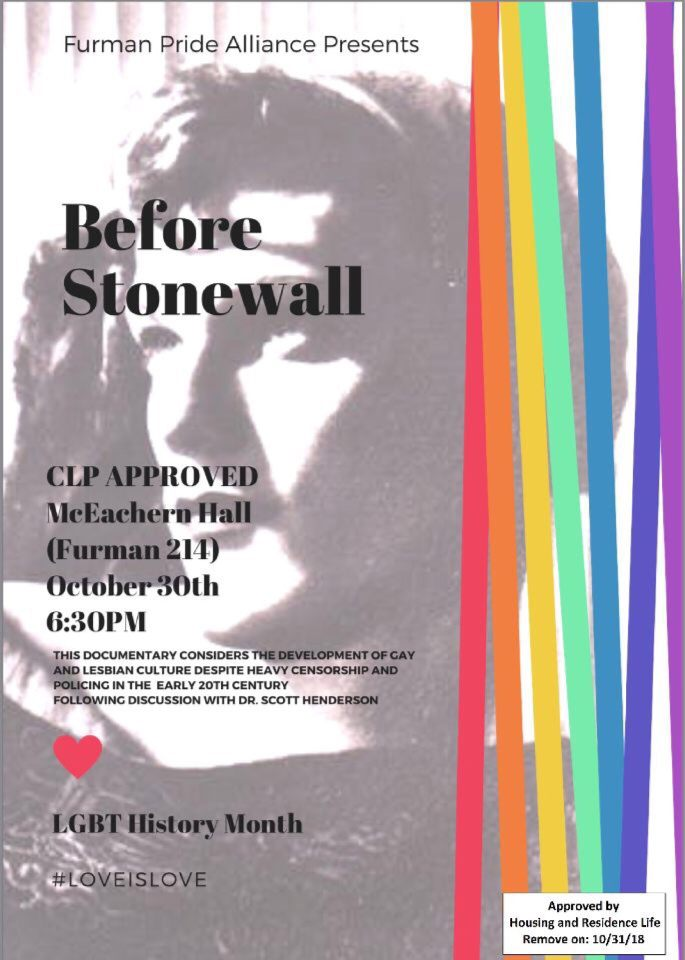 Furman Pride Alliance Presents
Before
Stonewall
CLP APPROVED
McEachern Hall
(Furman 214)
October 30th
6:30PM
THIS DOCUMENTARY CONSIDERS THE DEVELOPMENT OF GAY
AND LESBIAN CULTURE DESPITE HEAVY CENSORSHIP AND
POLICING IN THE EARLY 20TH CENTURY
FOLLOWING DISCUSSION WITH DR. SCOTT HENDERSON
LGBT History Month
#LOVEISLOVE
Approved by
Housing and Residence Life
Remove on: 10/31/18